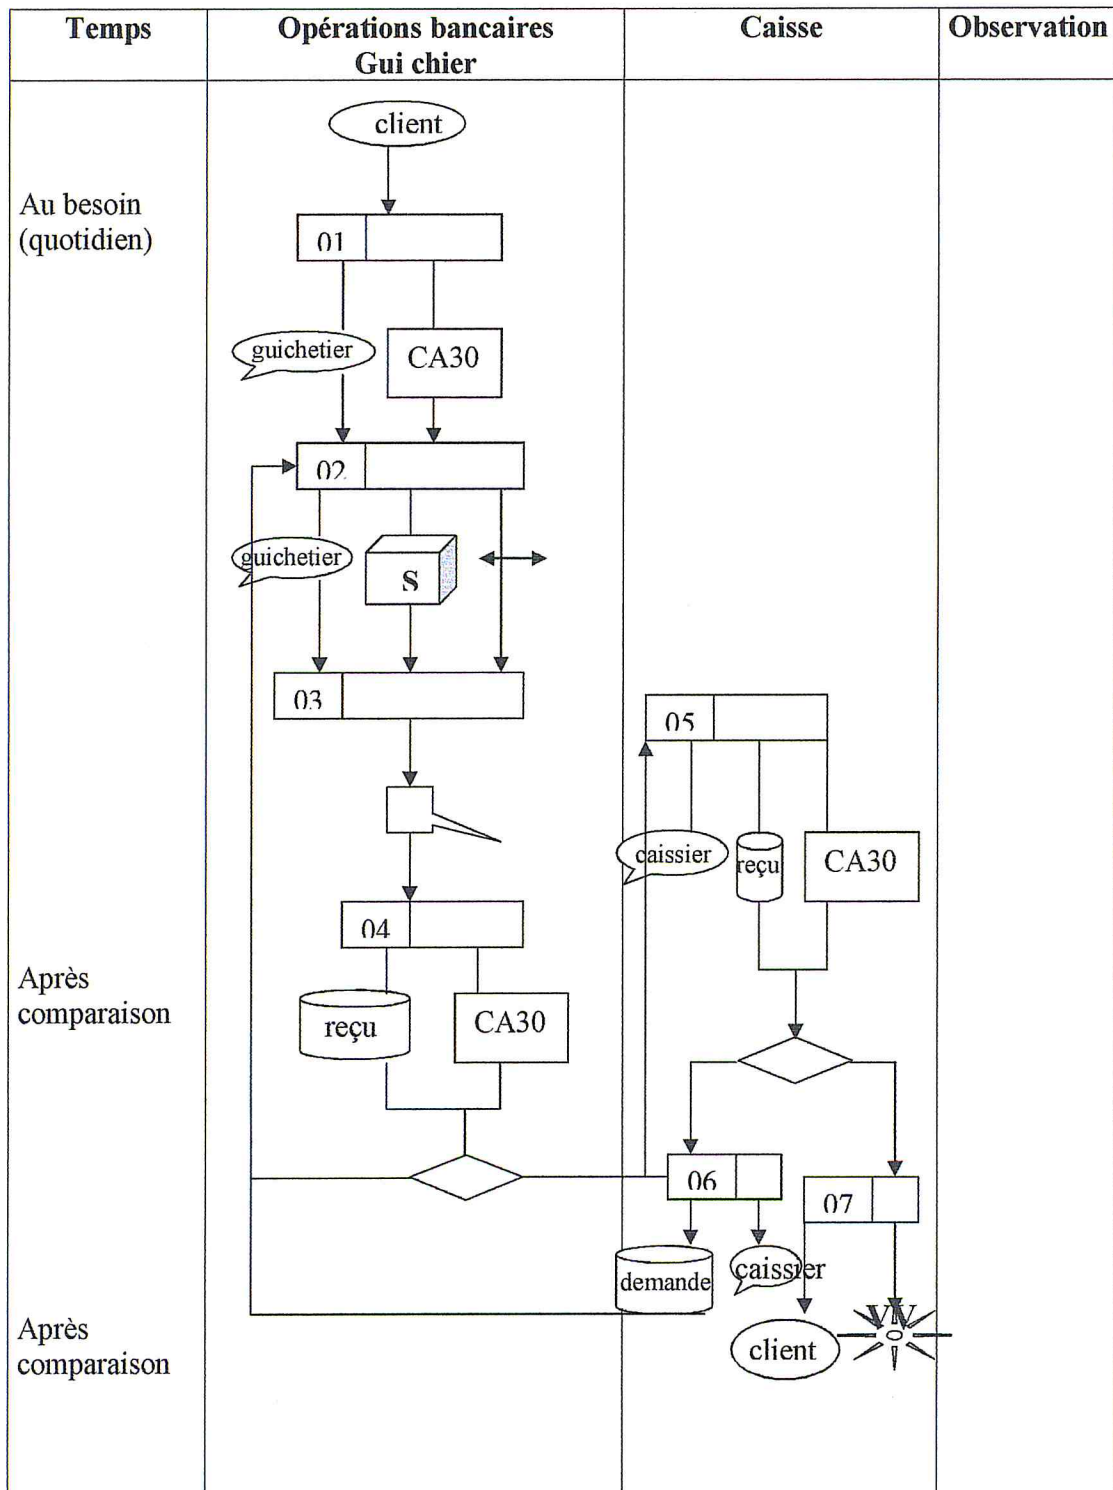 Temps
Opérations bancaires
Gui chier
Caisse
Observation
client
Au besoin
(quotidien)
01
guichetier
CA30
02
guichetier
S
03
05
caissier
reçu
CA30
04
Après
comparaison
reçu
CA30
06
07
demande
caissier
Après
comparaison
client